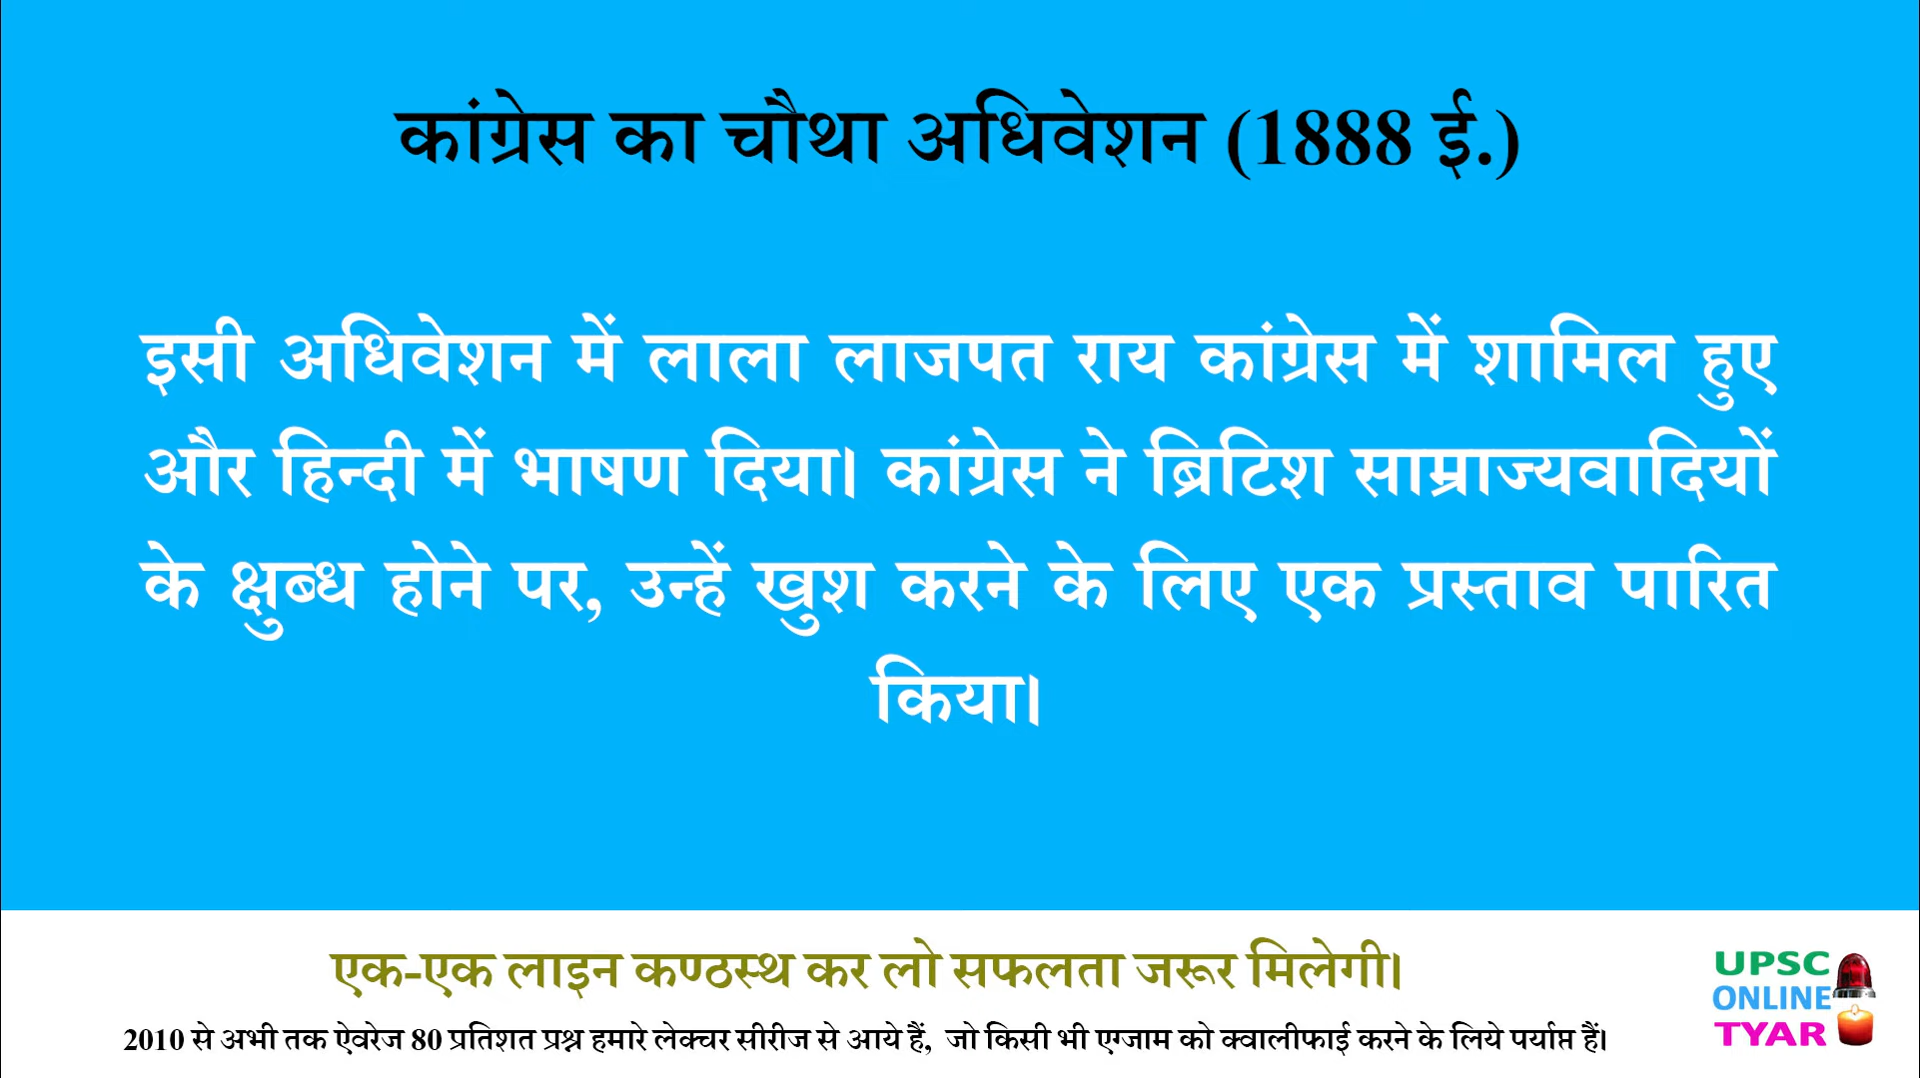 कांग्रेस का चौथा अधिवेशन (1888 ई.)
इसी अधिवेशन में लाला लाजपत राय कांग्रेस में शामिल हुए
और हिन्दी में भाषण दिया। कांग्रेस ने ब्रिटिश साम्राज्यवादियों
के क्षुब्ध होने पर, उन्हें खुश करने के लिए एक प्रस्ताव पारित
किया।
एक-एक लाइन कण्ठस्थ कर लो सफलता जरूर मिलेगी।
2010 से अभी तक ऐवरेज 80 प्रतिशत प्रश्न हमारे लेक्चर सीरीज से आये हैं, जो किसी भी एग्जाम को क्वालीफाई करने के लिये पर्याप्त हैं।
UPSC
ONLINE
TYAR